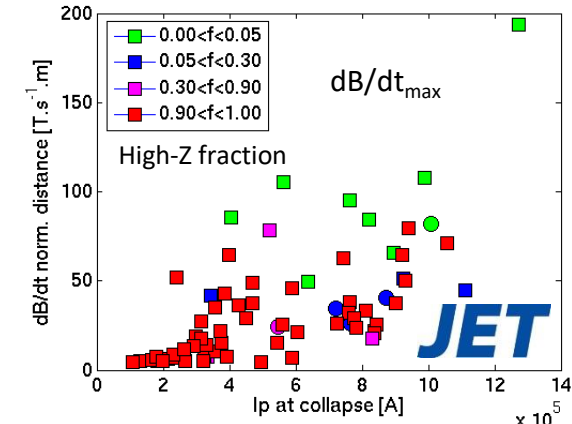 200
150
100
50
0
dB/dt norm. distance [T.s⁻¹.m]
0.00<f<0.05
0.05<f<0.30
0.30<f<0.90
0.90<f<1.00
dB/dtmax
High-Z fraction
JET
0 2 4 6 8 10 12 14
Ip at collapse [A]
x 10⁵